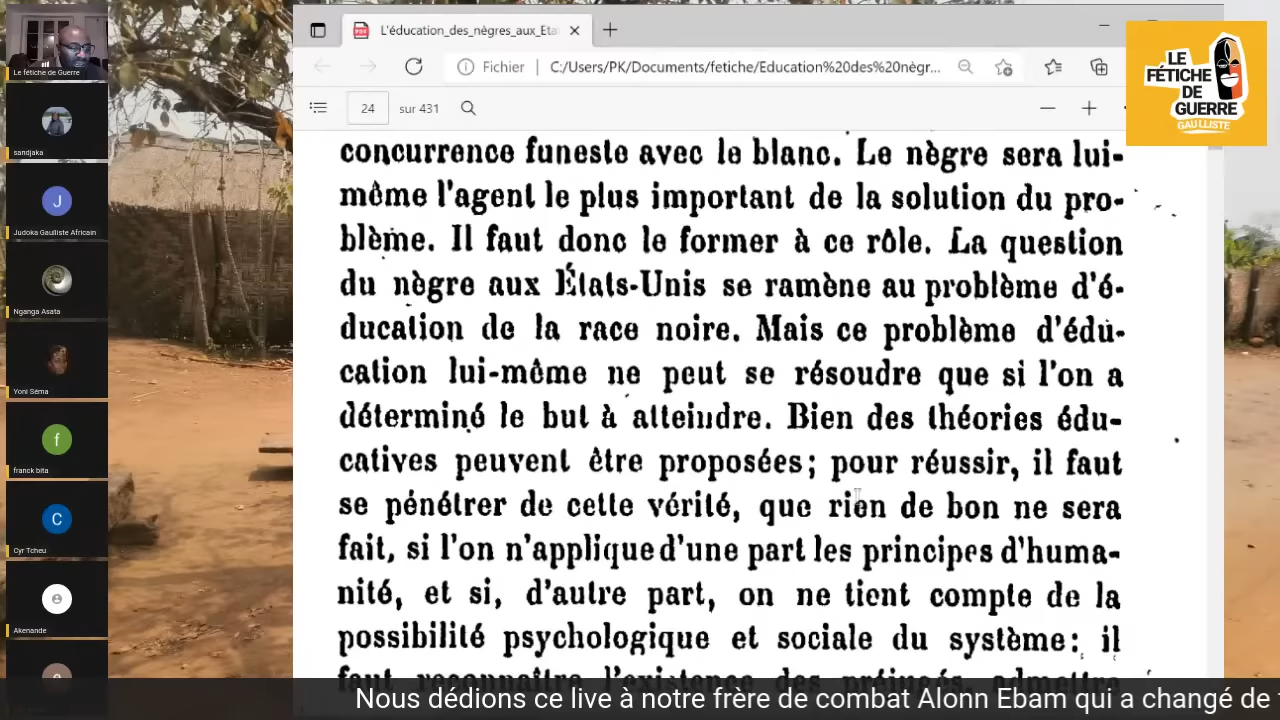 Le fétiche de Guerre
sandjaka
J
Judoka Gaulliste Africain
Nganga Asata
Yoni Séma
f
franck bita
C
Cyr Tcheu
Akenande
e
L'éducation_des_nègres_aux_Eta
Fichier
C:/Users/PK/Documents/fetiche/Education%20des%20nègr...
24 sur 431
LE
FÉTICHE
DE
GUERRE
GAULLISTE
concurrence funeste avec le blanc. Le nègre sera lui-
même l'agent le plus important de la solution du pro-
blème. Il faut donc le former à ce rôle. La question
du nègre aux États-Unis se ramène au problème d'é-
ducation de la race noire. Mais ce problème d'édu-
cation lui-même ne peut se résoudre que si l'on a
déterminé le but à atteindre. Bien des théories édu-
catives peuvent être proposées; pour réussir, il faut
se pénétrer de cette vérité, que rien de bon ne sera
fait, si l'on n'applique d'une part les principes d'huma-
nité, et si, d'autre part, on ne tient compte de la
possibilité psychologique et sociale du système: il
faut reconnaître l'existence des préjugés, admettre
Nous dédions ce live à notre frère de combat Alonn Ebam qui a changé de